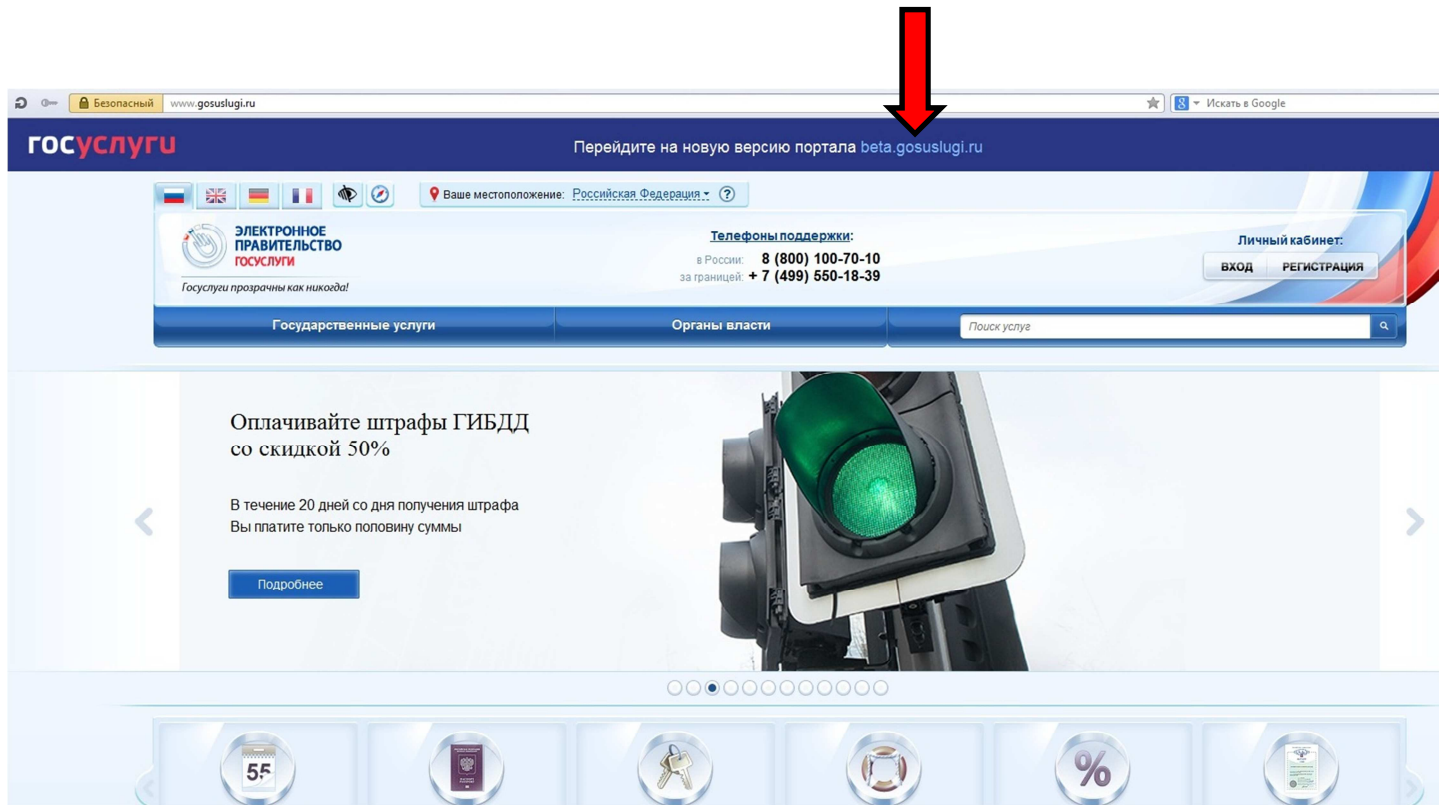 Безопасный
www.gosuslugi.ru
Искать в Google
госуслуги
Перейдите на новую версию портала beta.gosuslugi.ru
Ваше местоположение: Российская Федерация ?
ЭЛЕКТРОННОЕ
ПРАВИТЕЛЬСТВО
ГОСУСЛУГИ
Госуслуги прозрачны как никогда!
Телефоны поддержки:
в России: 8 (800) 100-70-10
за границей: + 7 (499) 550-18-39
Личный кабинет:
ВХОД РЕГИСТРАЦИЯ
Государственные услуги
Органы власти
Поиск услуг
Оплачивайте штрафы ГИБДД
со скидкой 50%
В течение 20 дней со дня получения штрафа
Вы платите только половину суммы
Подробнее
55
%